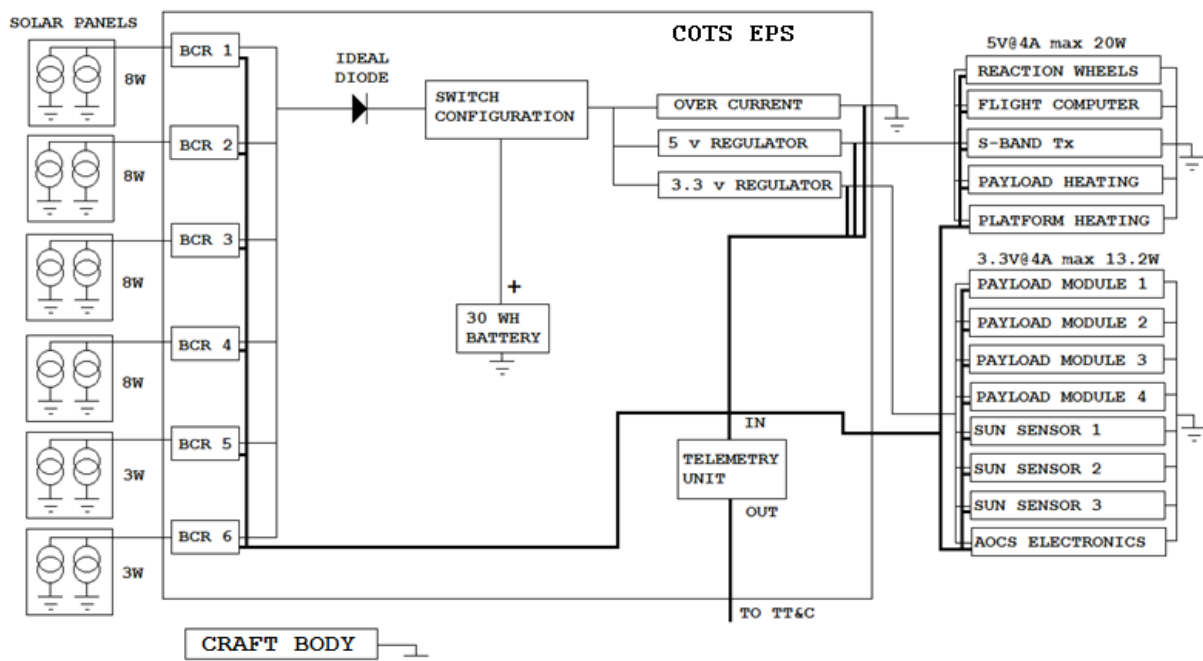 SOLAR PANELS
COTS EPS
BCR 1
8W
BCR 2
8W
BCR 3
8W
BCR 4
8W
BCR 5
3W
BCR 6
3W
IDEAL
DIODE
SWITCH
CONFIGURATION
+
30 WH
BATTERY
OVER CURRENT
5 v REGULATOR
3.3 v REGULATOR
IN
TELEMETRY
UNIT
OUT
TO TT&C
5V@4A max 20W
REACTION WHEELS
FLIGHT COMPUTER
S-BAND Tx
PAYLOAD HEATING
PLATFORM HEATING
3.3V@4A max 13.2W
PAYLOAD MODULE 1
PAYLOAD MODULE 2
PAYLOAD MODULE 3
PAYLOAD MODULE 4
SUN SENSOR 1
SUN SENSOR 2
SUN SENSOR 3
AOCS ELECTRONICS
CRAFT BODY